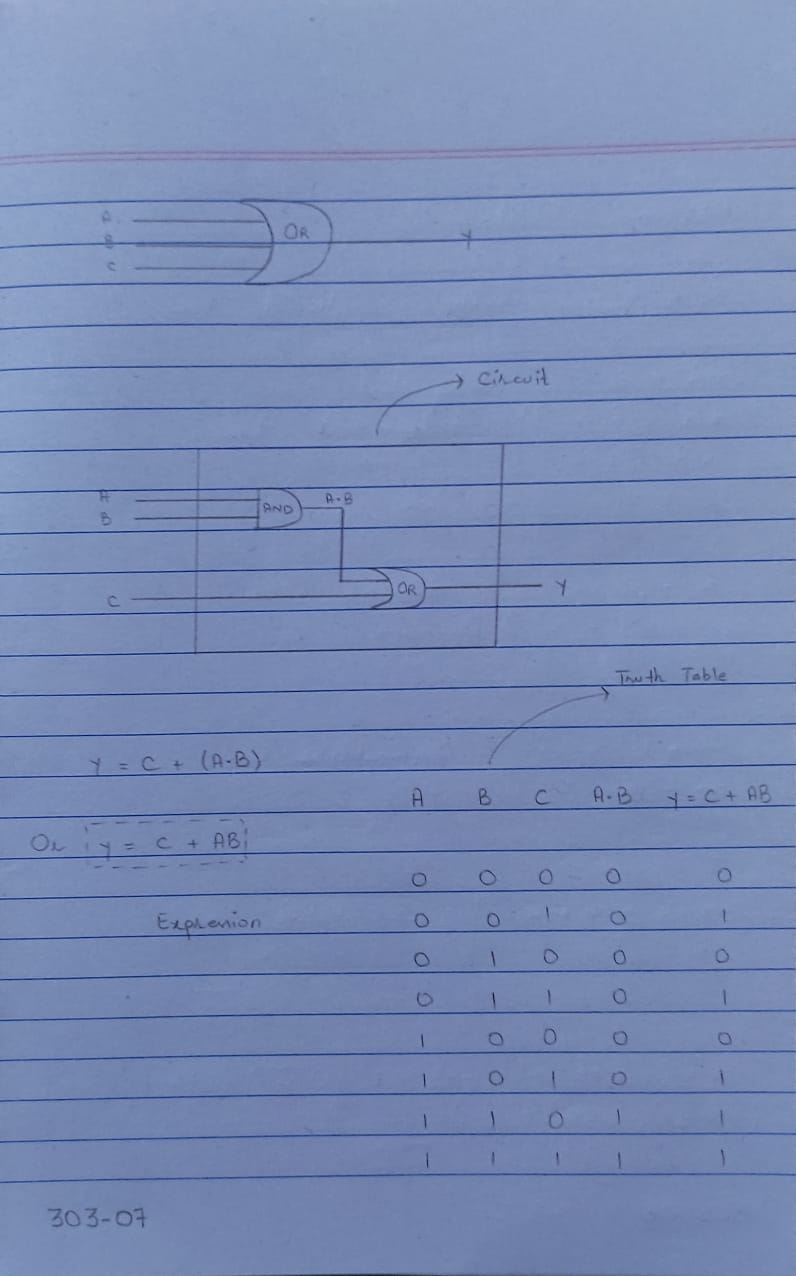 A
B
C
OR
Y
Circuit
A
B
AND
A·B
C
OR
Y
Truth Table
Y = C + (A·B)
Or Y = C + AB
Expression
A B C A·B Y = C + AB
0 0 0 0 0
0 0 1 0 1
0 1 0 0 0
0 1 1 0 1
1 0 0 0 0
1 0 1 0 1
1 1 0 1 1
1 1 1 1 1
303-07